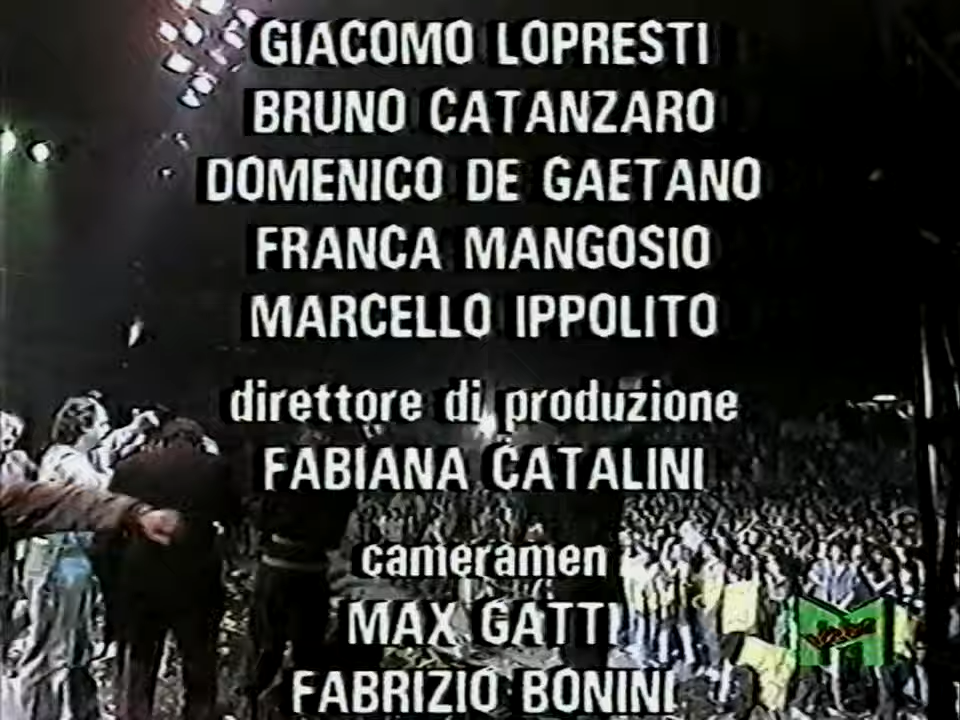 GIACOMO LOPRESTI
BRUNO CATANZARO
DOMENICO DE GAETANO
FRANCA MANGOSIO
MARCELLO IPPOLITO
direttore di produzione
FABIANA CATALINI
cameramen
MAX GATTI
FABRIZIO BONINI